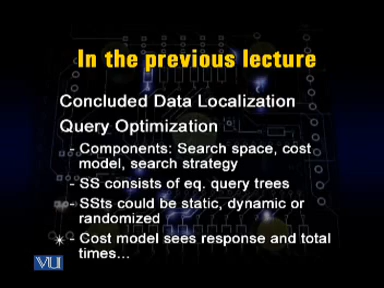 In the previous lecture
Concluded Data Localization
Query Optimization
- Components: Search space, cost
model, search strategy
- SS consists of eq. query trees
- SSts could be static, dynamic or
randomized
- Cost model sees response and total
times...
VU